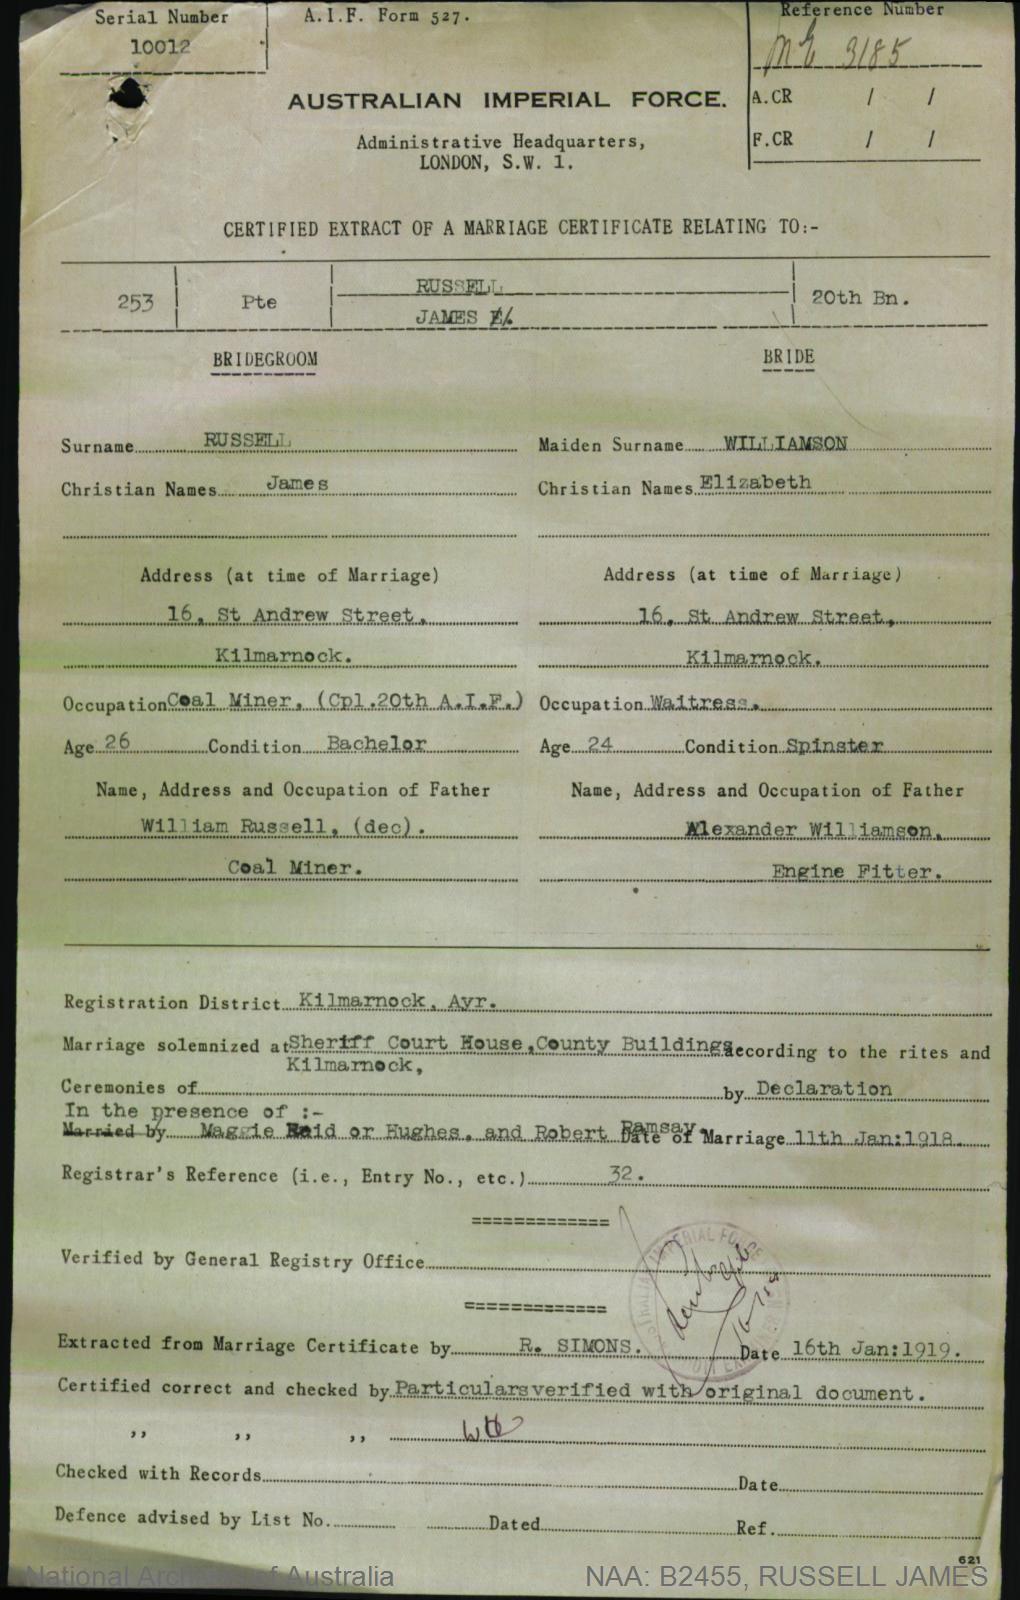 Serial Number
10012
A.I.F. Form 527.
Reference Number
ME 3185
A.CR / /
F.CR / /
AUSTRALIAN IMPERIAL FORCE.
Administrative Headquarters,
LONDON, S.W. 1.
CERTIFIED EXTRACT OF A MARRIAGE CERTIFICATE RELATING TO:-
253 Pte RUSSELL 20th Bn.
JAMES
BRIDEGROOM BRIDE
Surname RUSSELL Maiden Surname WILLIAMSON
Christian Names James Christian Names Elizabeth
Address (at time of Marriage) Address (at time of Marriage)
16, St Andrew Street, 16, St Andrew Street,
Kilmarnock. Kilmarnock.
Occupation Coal Miner, (Cpl.20th A.I.F.) Occupation Waitress.
Age 26 Condition Bachelor Age 24 Condition Spinster
Name, Address and Occupation of Father Name, Address and Occupation of Father
William Russell, (dec). Alexander Williamson,
Coal Miner. Engine Fitter.
Registration District Kilmarnock, Ayr.
Marriage solemnized at Sheriff Court House, County Buildings according to the rites and
Kilmarnock,
Ceremonies of by Declaration
In the presence of :-
Married by Maggie Reid or Hughes, and Robert Ramsay. Date of Marriage 11th Jan:1918.
Registrar's Reference (i.e., Entry No., etc.) 32.
=============
Verified by General Registry Office
=============
Extracted from Marriage Certificate by R. SIMONS. Date 16th Jan:1919.
Certified correct and checked by Particulars verified with original document.
,, ,, ,,
Checked with Records Date
Defence advised by List No. Dated Ref.
621
National Archives of Australia NAA: B2455, RUSSELL JAMES